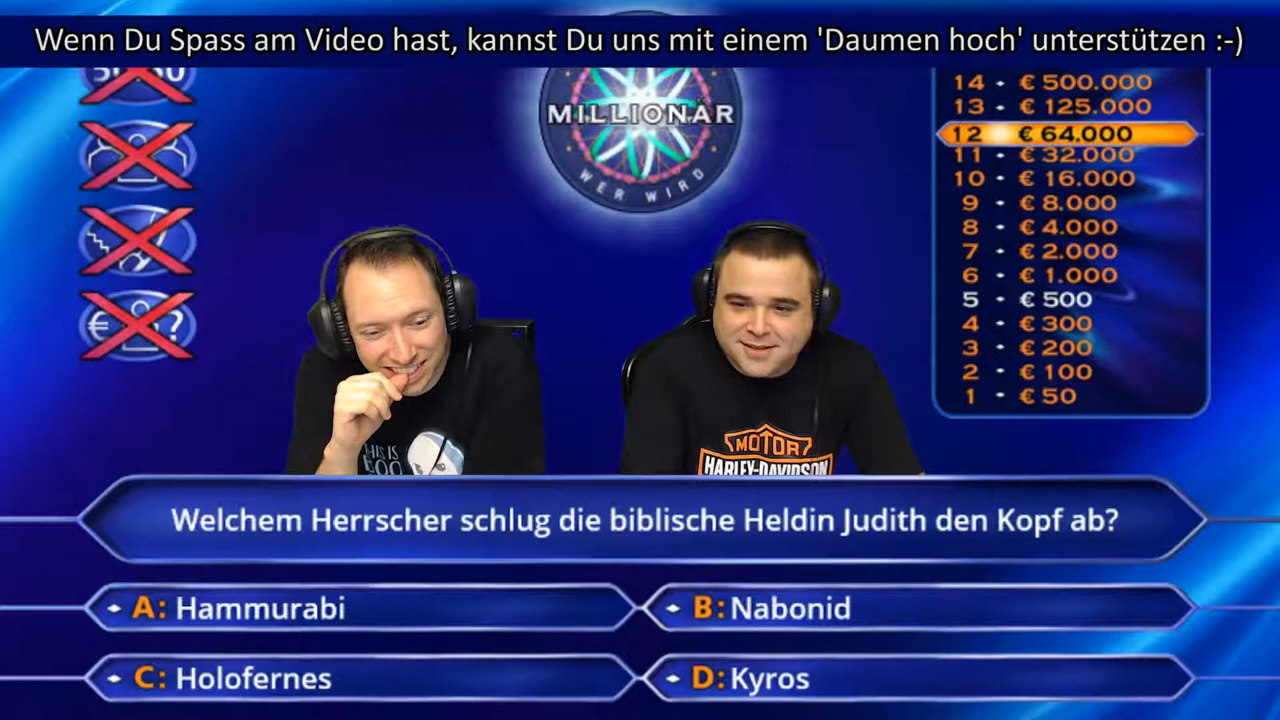 Wenn Du Spass am Video hast, kannst Du uns mit einem 'Daumen hoch' unterstützen :-)
MILLIONÄR
WER WIRD
14 • € 500.000
13 • € 125.000
12 € 64.000
11 • € 32.000
10 • € 16.000
9 • € 8.000
8 • € 4.000
7 • € 2.000
6 • € 1.000
5 • € 500
4 • € 300
3 • € 200
2 • € 100
1 • € 50
€ ?
THIS IS
BOO
MOTOR
HARLEY-DAVIDSON
Welchem Herrscher schlug die biblische Heldin Judith den Kopf ab?
A: Hammurabi
B: Nabonid
C: Holofernes
D: Kyros